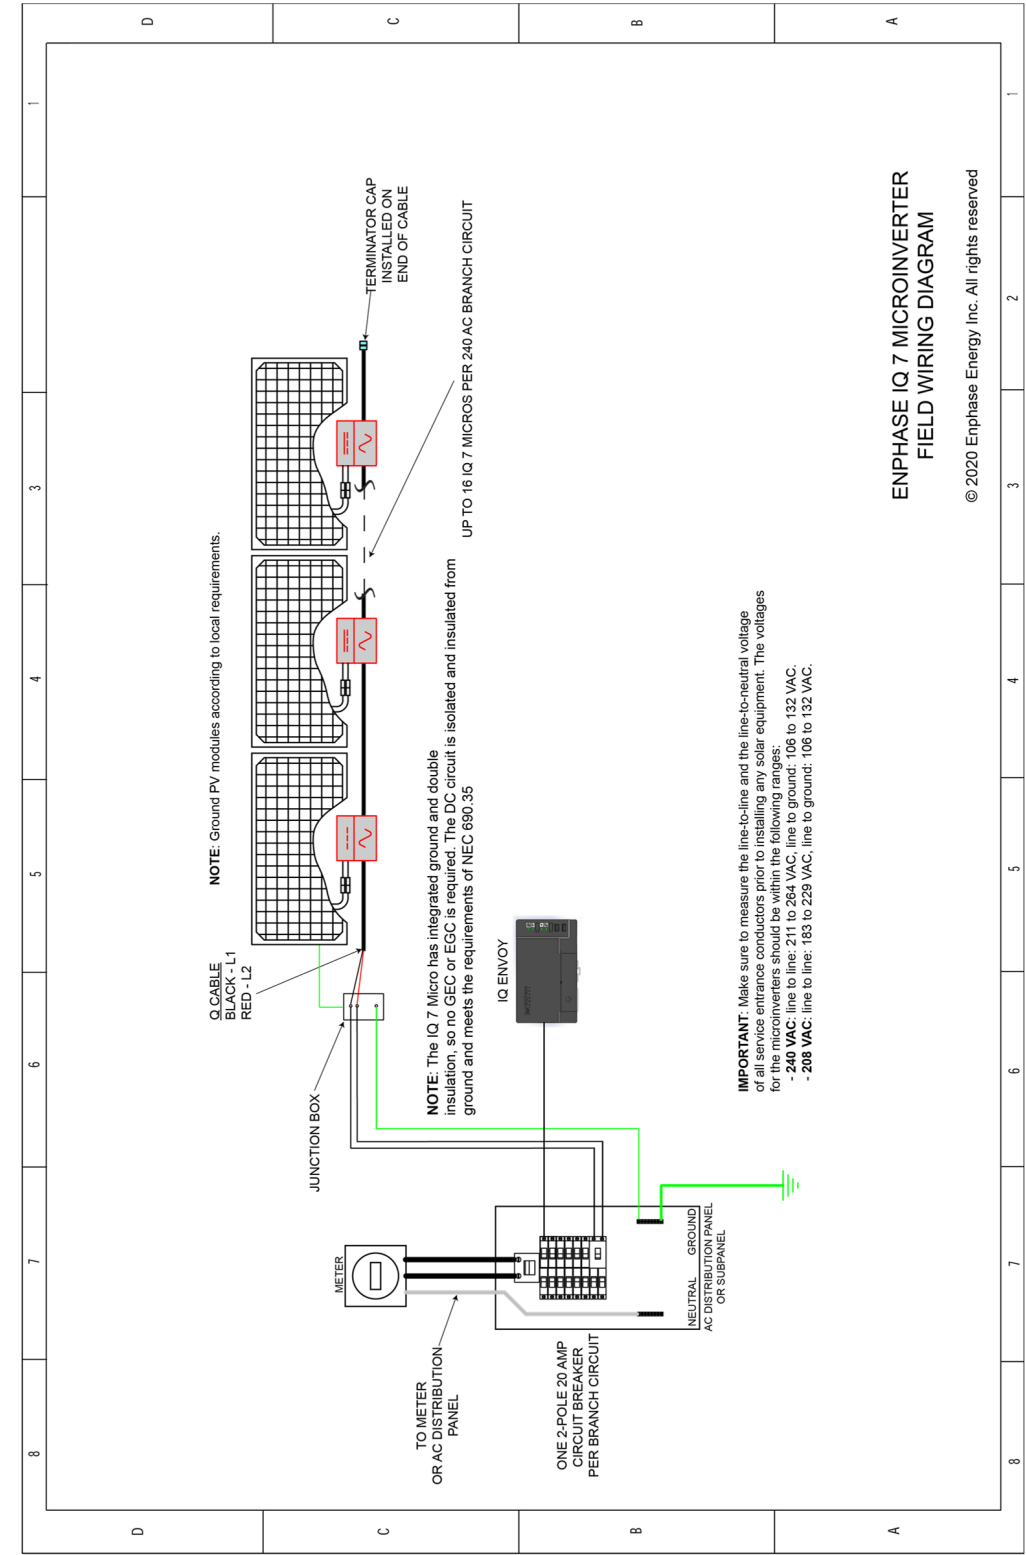 8
7
6
5
4
3
2
1
D
D
C
C
B
B
A
A
NOTE: Ground PV modules according to local requirements.
Q CABLE
BLACK - L1
RED - L2
JUNCTION BOX
TERMINATOR CAP
INSTALLED ON
END OF CABLE
UP TO 16 IQ 7 MICROS PER 240 AC BRANCH CIRCUIT
NOTE: The IQ 7 Micro has integrated ground and double
insulation, so no GEC or EGC is required. The DC circuit is isolated and insulated from
ground and meets the requirements of NEC 690.35
METER
TO METER
OR AC DISTRIBUTION
PANEL
IQ ENVOY
ONE 2-POLE 20 AMP
CIRCUIT BREAKER
PER BRANCH CIRCUIT
NEUTRAL
GROUND
AC DISTRIBUTION PANEL
OR SUBPANEL
IMPORTANT: Make sure to measure the line-to-line and the line-to-neutral voltage
of all service entrance conductors prior to installing any solar equipment. The voltages
for the microinverters should be within the following ranges:
- 240 VAC: line to line: 211 to 264 VAC, line to ground: 106 to 132 VAC.
- 208 VAC: line to line: 183 to 229 VAC, line to ground: 106 to 132 VAC.
ENPHASE IQ 7 MICROINVERTER
FIELD WIRING DIAGRAM
© 2020 Enphase Energy Inc. All rights reserved
8
7
6
5
4
3
2
1